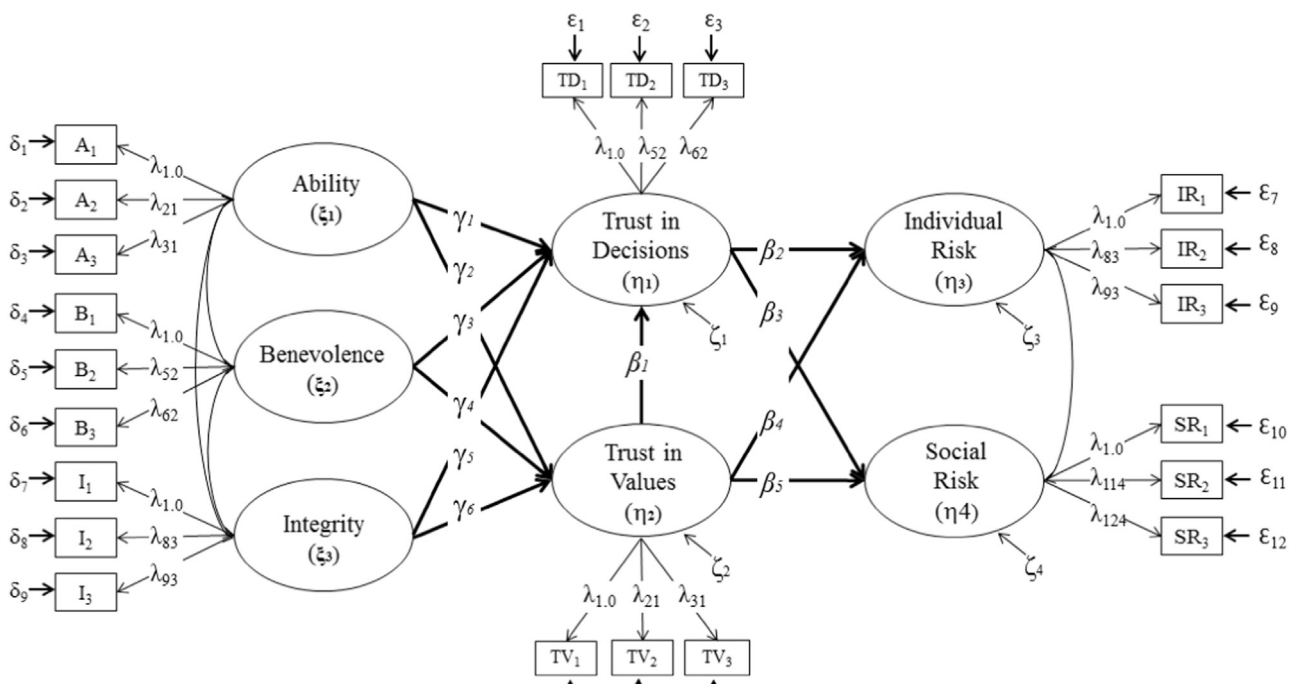 ε₁ ε₂ ε₃
TD₁ TD₂ TD₃
λ₁.₀ λ₅₂ λ₆₂
δ₁ A₁
δ₂ A₂
δ₃ A₃
λ₁.₀
λ₂₁
λ₃₁
Ability
(ξ₁)
δ₄ B₁
δ₅ B₂
δ₆ B₃
λ₁.₀
λ₅₂
λ₆₂
Benevolence
(ξ₂)
δ₇ I₁
δ₈ I₂
δ₉ I₃
λ₁.₀
λ₈₃
λ₉₃
Integrity
(ξ₃)
γ₁
γ₂
γ₃
γ₄
γ₅
γ₆
Trust in
Decisions
(η₁)
ζ₁
β₁
Trust in
Values
(η₂)
ζ₂
λ₁.₀ λ₂₁ λ₃₁
TV₁ TV₂ TV₃
β₂
β₃
β₄
β₅
Individual
Risk
(η₃)
ζ₃
λ₁.₀
λ₈₃
λ₉₃
IR₁ ε₇
IR₂ ε₈
IR₃ ε₉
Social
Risk
(η4)
ζ₄
λ₁.₀
λ₁₁₄
λ₁₂₄
SR₁ ε₁₀
SR₂ ε₁₁
SR₃ ε₁₂